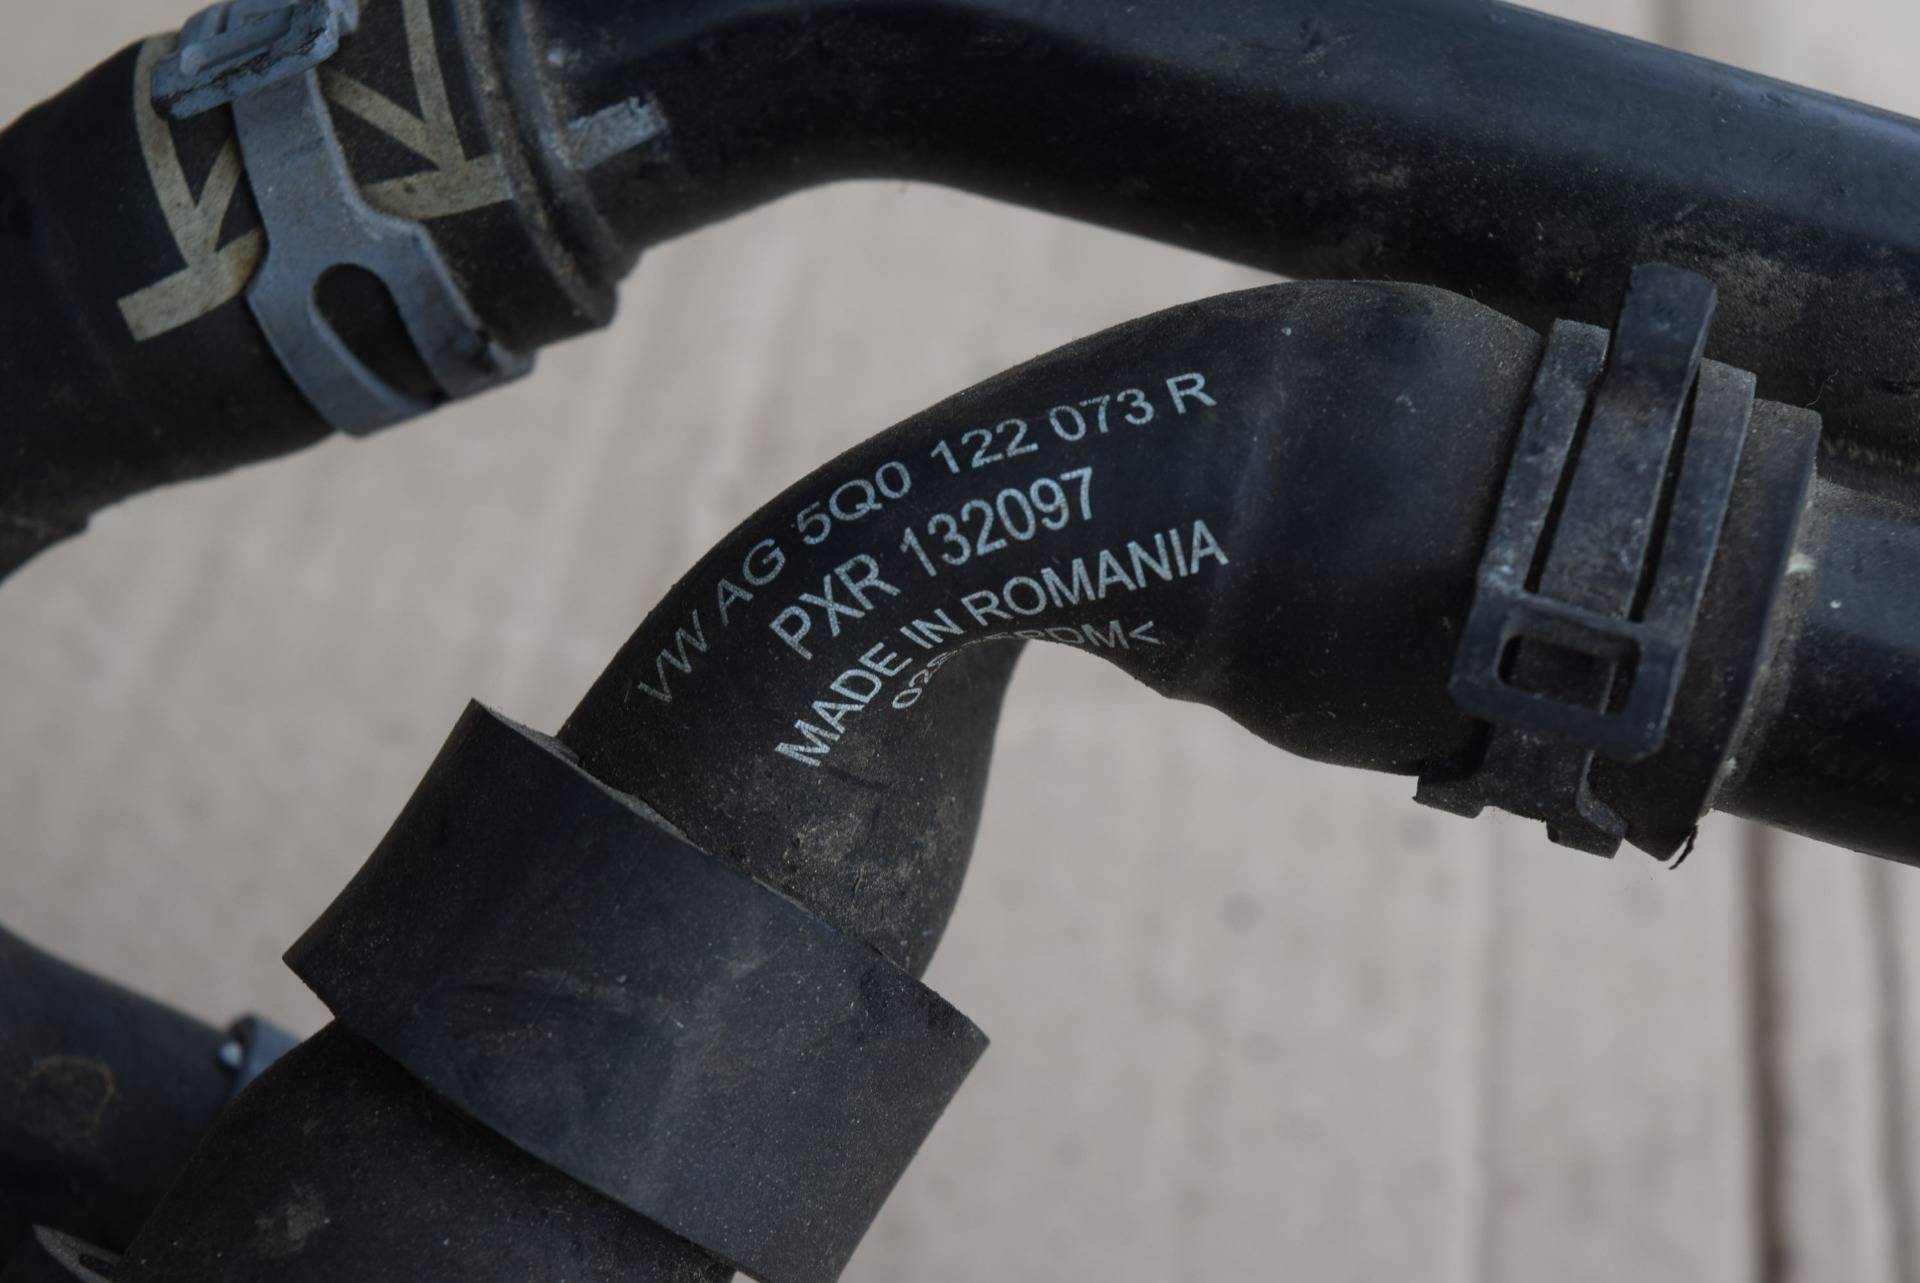 VW AG 5Q0 122 073 R
PXR 132097
MADE IN ROMANIA